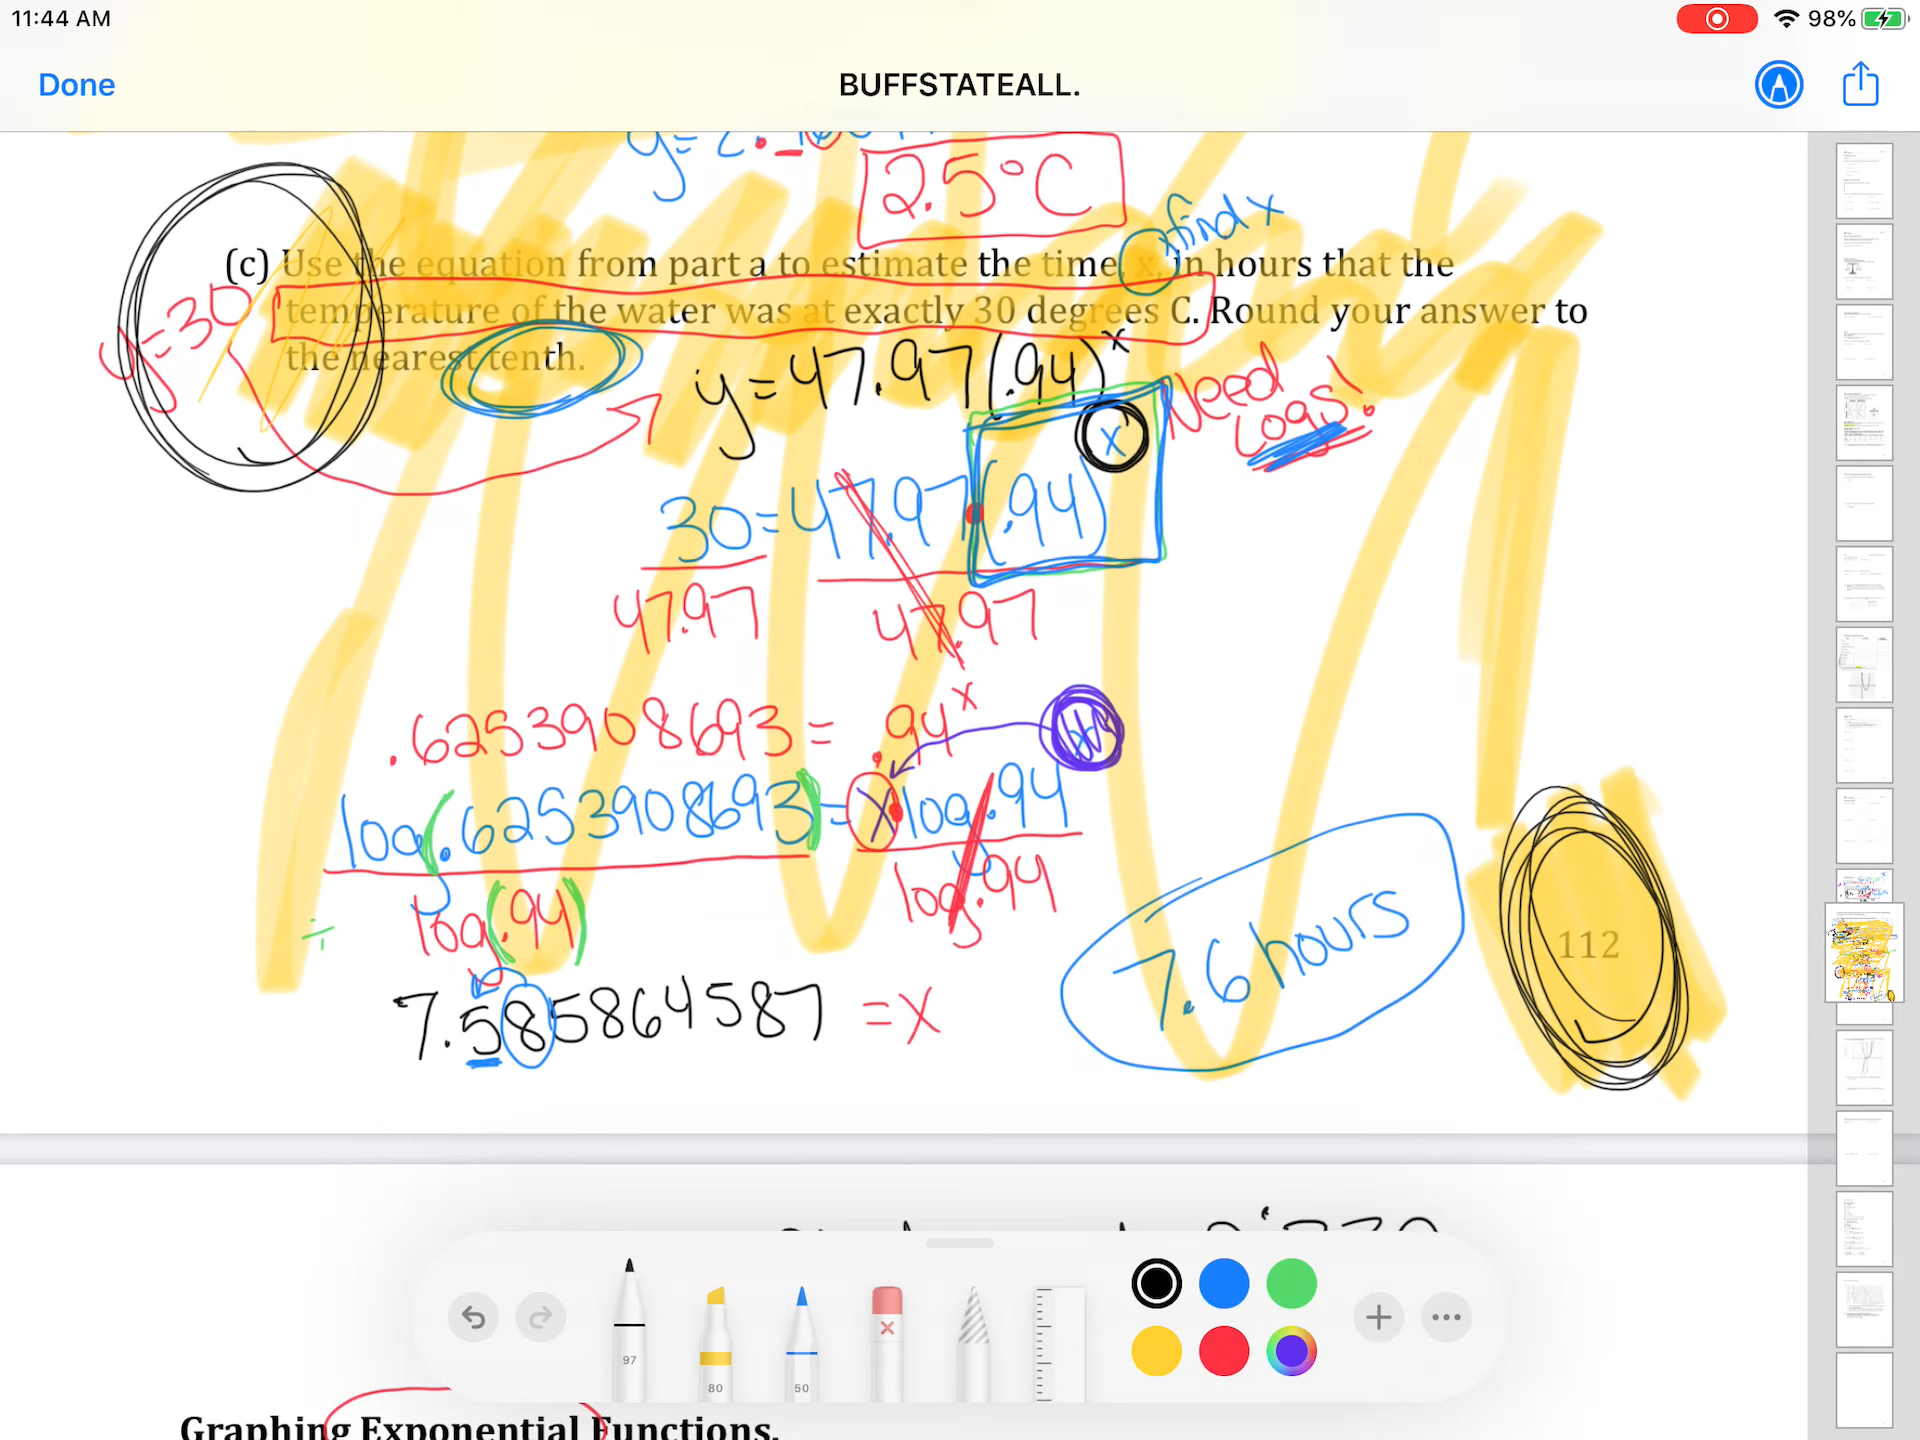 11:44 AM
98%
Done
BUFFSTATEALL.
2.5°C
find x
(c) Use the equation from part a to estimate the time, x, in hours that the
temperature of the water was at exactly 30 degrees C. Round your answer to
the nearest tenth.
y=30
y=47.97(.94)^x
Need
Logs!
30=47.97(.94)^x
47.97 47.97
.6253908693= .94^x
log(.6253908693)= x log .94
÷ log(.94) log .94
7.585864587 =x
7.6 hours
112
97
80
50
Graphing Exponential Functions.